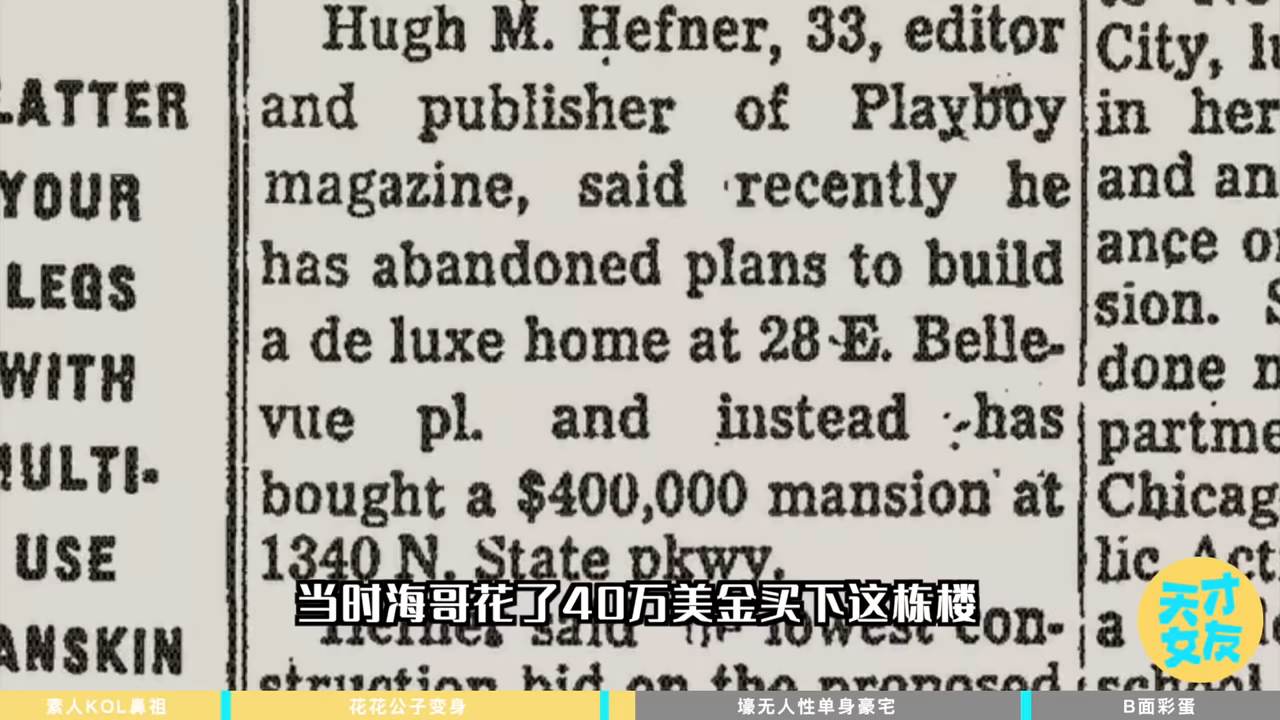 LATTER
YOUR
LEGS
WITH
MULTI-
USE
ANSKIN
Hugh M. Hefner, 33, editor
and publisher of Playboy
magazine, said recently he
has abandoned plans to build
a de luxe home at 28 E. Belle-
vue pl. and instead has
bought a $400,000 mansion at
1340 N. State pkwy.
Hefner said the lowest con-
struction bid on the proposed
City,
in her
and an
ance
sion.
done
partme
Chicag
lic Act
a
school
当时海哥花了40万美金买下这栋楼
天才
女友
素人KOL鼻祖
花花公子变身
壕无人性单身豪宅
B面彩蛋